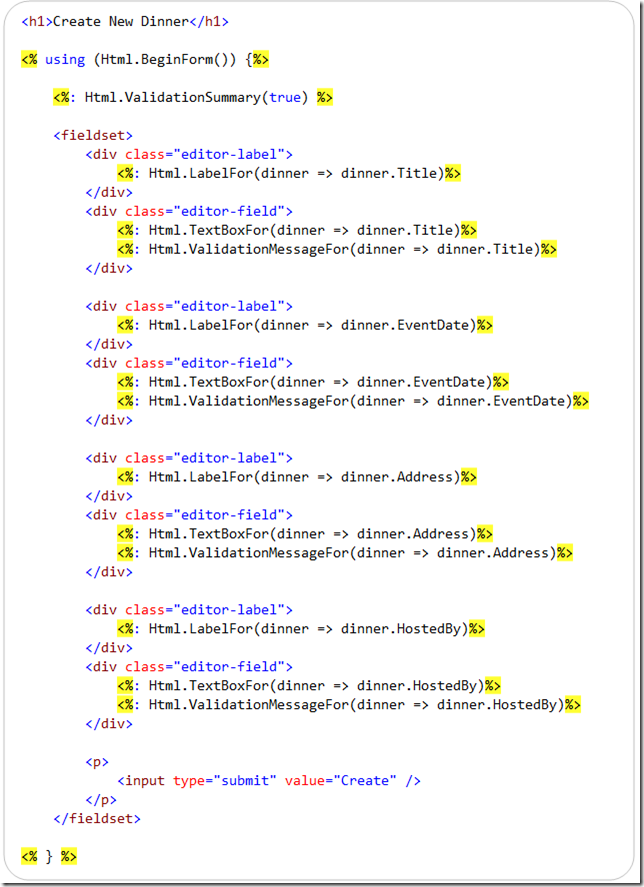 <h1>Create New Dinner</h1>
<% using (Html.BeginForm()) {%>
<%: Html.ValidationSummary(true) %>
<fieldset>
<div class="editor-label">
<%: Html.LabelFor(dinner => dinner.Title)%>
</div>
<div class="editor-field">
<%: Html.TextBoxFor(dinner => dinner.Title)%>
<%: Html.ValidationMessageFor(dinner => dinner.Title)%>
</div>
<div class="editor-label">
<%: Html.LabelFor(dinner => dinner.EventDate)%>
</div>
<div class="editor-field">
<%: Html.TextBoxFor(dinner => dinner.EventDate)%>
<%: Html.ValidationMessageFor(dinner => dinner.EventDate)%>
</div>
<div class="editor-label">
<%: Html.LabelFor(dinner => dinner.Address)%>
</div>
<div class="editor-field">
<%: Html.TextBoxFor(dinner => dinner.Address)%>
<%: Html.ValidationMessageFor(dinner => dinner.Address)%>
</div>
<div class="editor-label">
<%: Html.LabelFor(dinner => dinner.HostedBy)%>
</div>
<div class="editor-field">
<%: Html.TextBoxFor(dinner => dinner.HostedBy)%>
<%: Html.ValidationMessageFor(dinner => dinner.HostedBy)%>
</div>
<p>
<input type="submit" value="Create" />
</p>
</fieldset>
<% } %>